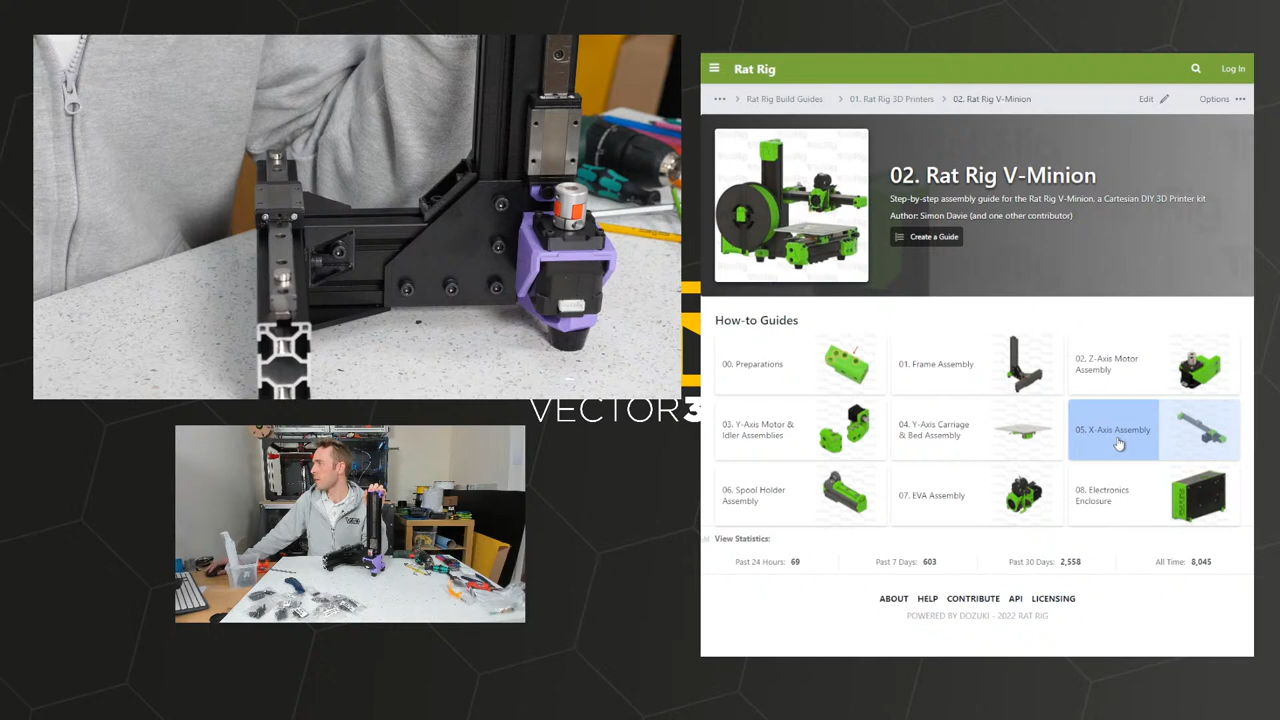 Rat Rig
Log In
Rat Rig Build Guides
01. Rat Rig 3D Printers
02. Rat Rig V-Minion
Edit
Options
02. Rat Rig V-Minion
Step-by-step assembly guide for the Rat Rig V-Minion, a Cartesian DIY 3D Printer kit
Author: Simon Davie (and one other contributor)
Create a Guide
How-to Guides
00. Preparations
01. Frame Assembly
02. Z-Axis Motor
Assembly
03. Y-Axis Motor &
Idler Assemblies
04. Y-Axis Carriage
& Bed Assembly
05. X-Axis Assembly
06. Spool Holder
Assembly
07. EVA Assembly
08. Electronics
Enclosure
View Statistics:
Past 24 Hours: 69
Past 7 Days: 603
Past 30 Days: 2,558
All Time: 8,045
ABOUT HELP CONTRIBUTE API LICENSING
POWERED BY DOZUKI - 2022 RAT RIG
VECTOR3